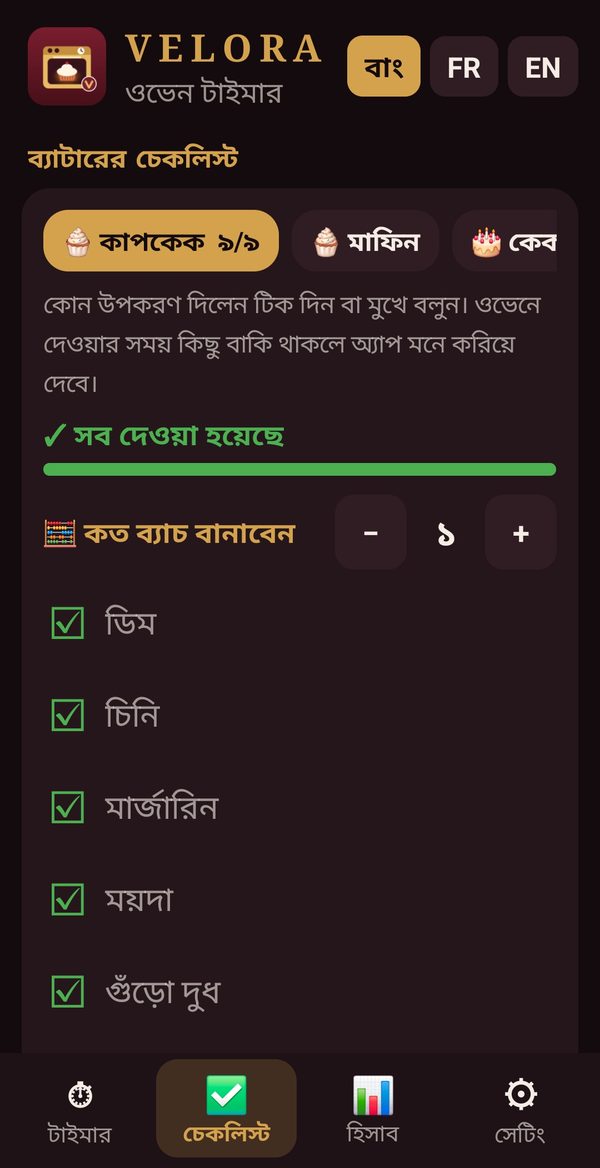 VELORA
ওভেন টাইমার
বাং
FR
EN
ব্যাটারের চেকলিস্ট
কাপকেক ৯/৯
মাফিন
কেক
কোন উপকরণ দিলেন টিক দিন বা মুখে বলুন। ওভেনে
দেওয়ার সময় কিছু বাকি থাকলে অ্যাপ মনে করিয়ে
দেবে।
✓ সব দেওয়া হয়েছে
কত ব্যাচ বানাবেন
−
১
+
ডিম
চিনি
মার্জারিন
ময়দা
গুঁড়ো দুধ
টাইমার
চেকলিস্ট
হিসাব
সেটিং